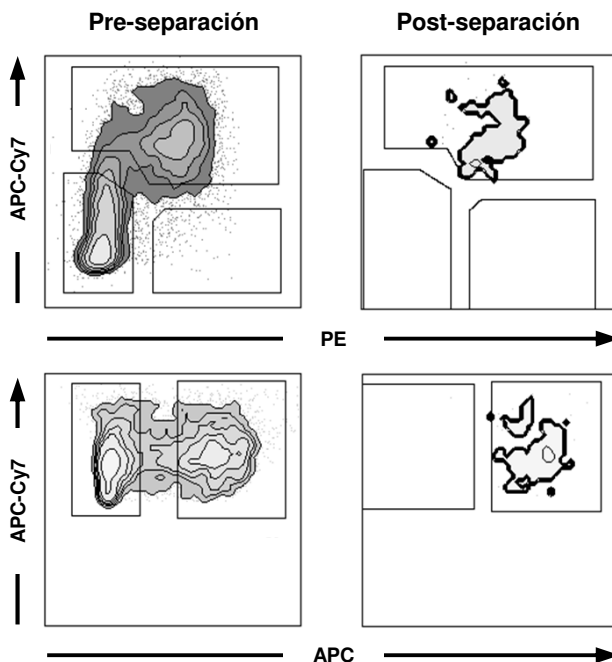 Pre-separación
Post-separación
APC-Cy7
PE
APC-Cy7
APC